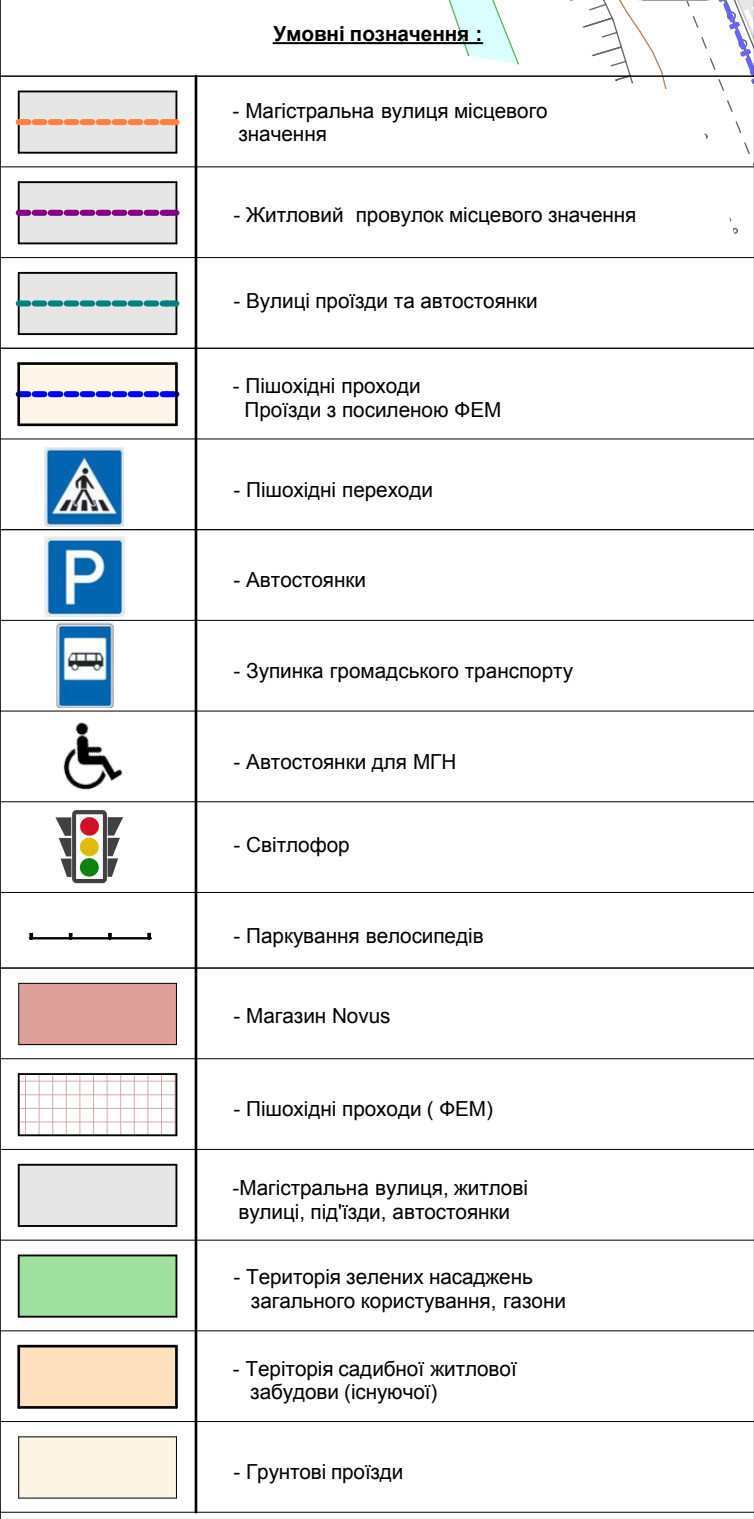 Умовні позначення :
- Магістральна вулиця місцевого
значення
- Житловий провулок місцевого значення
- Вулиці проїзди та автостоянки
- Пішохідні проходи
Проїзди з посиленою ФЕМ
- Пішохідні переходи
P
- Автостоянки
- Зупинка громадського транспорту
- Автостоянки для МГН
- Світлофор
- Паркування велосипедів
- Магазин Novus
- Пішохідні проходи ( ФЕМ)
-Магістральна вулиця, житлові
вулиці, під'їзди, автостоянки
- Територія зелених насаджень
загального користування, газони
- Теріторія садибної житлової
забудови (існуючої)
- Грунтові проїзди